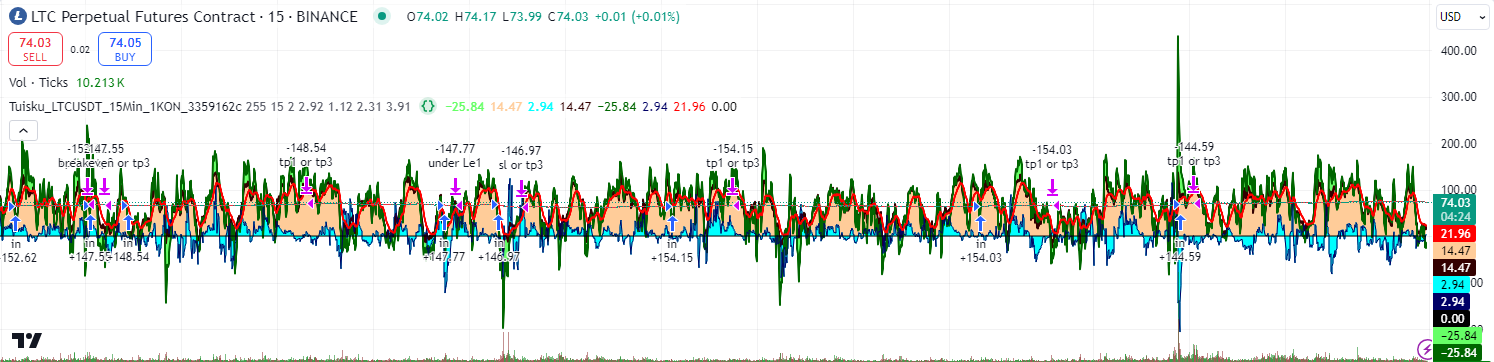 LTC Perpetual Futures Contract · 15 · BINANCE O74.02 H74.17 L73.99 C74.03 +0.01 (+0.01%)
USD
74.03 SELL
0.02
74.05 BUY
400.00
Vol · Ticks 10.213 K
Tuisku_LTCUSDT_15Min_1KON_3359162c 255 15 2 2.92 1.12 2.31 3.91 {} −25.84 14.47 2.94 14.47 −25.84 2.94 21.96 0.00
300.00
200.00
147.55
breakeven or tp3
-148.54
tp1 or tp3
-147.77
under Le1
-146.97
sl or tp3
-154.15
tp1 or tp3
-154.03
tp1 or tp3
-144.59
tp1 or tp3
100.00
74.03
04:24
21.96
14.47
14.47
2.94
2.94
0.00
−25.84
−25.84
in
in
in
in
in
in
in
in
-152.62
+147.55
+148.54
+147.77
+146.97
+154.15
+154.03
+144.59